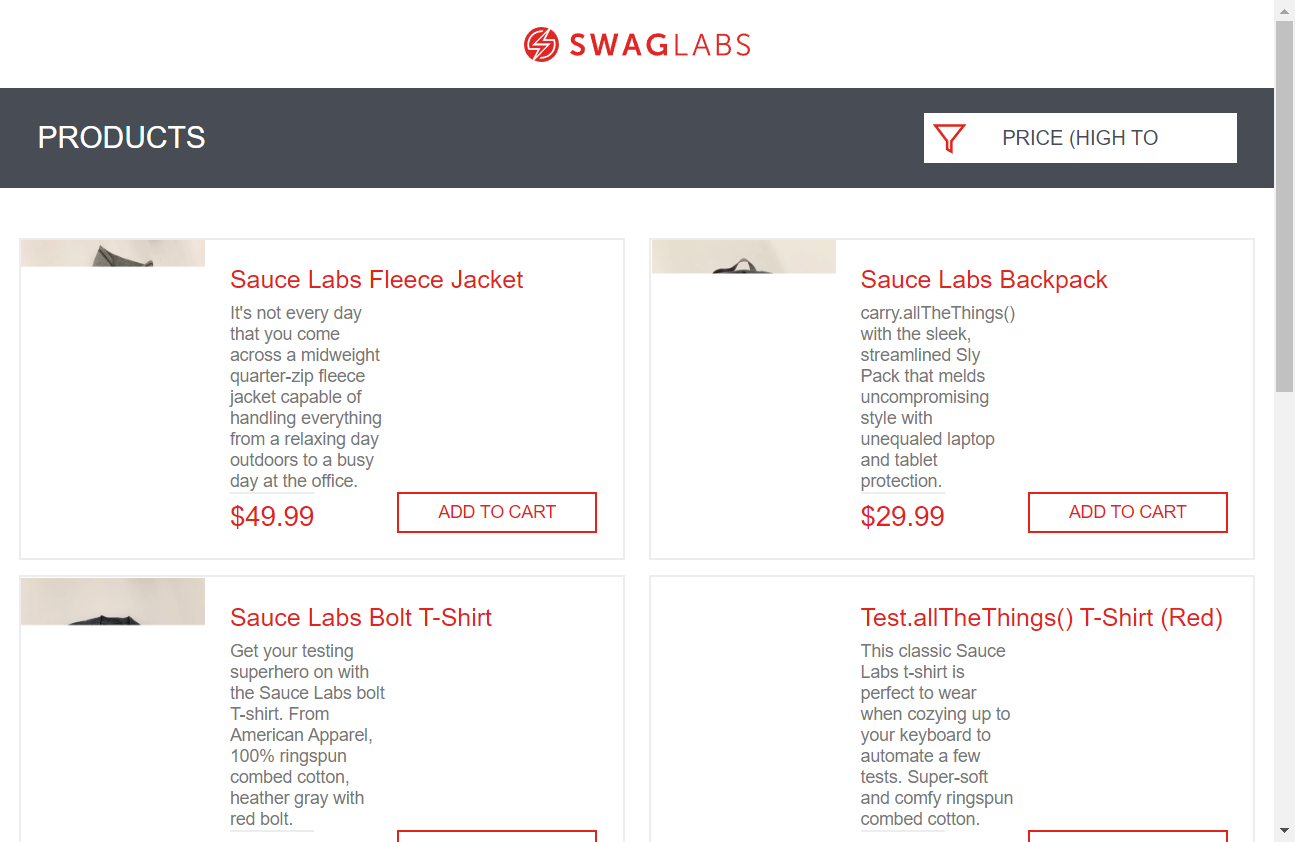 SWAGLABS
PRODUCTS
PRICE (HIGH TO
Sauce Labs Fleece Jacket
It's not every day
that you come
across a midweight
quarter-zip fleece
jacket capable of
handling everything
from a relaxing day
outdoors to a busy
day at the office.
$49.99
ADD TO CART
Sauce Labs Backpack
carry.allTheThings()
with the sleek,
streamlined Sly
Pack that melds
uncompromising
style with
unequaled laptop
and tablet
protection.
$29.99
ADD TO CART
Sauce Labs Bolt T-Shirt
Get your testing
superhero on with
the Sauce Labs bolt
T-shirt. From
American Apparel,
100% ringspun
combed cotton,
heather gray with
red bolt.
Test.allTheThings() T-Shirt (Red)
This classic Sauce
Labs t-shirt is
perfect to wear
when cozying up to
your keyboard to
automate a few
tests. Super-soft
and comfy ringspun
combed cotton.